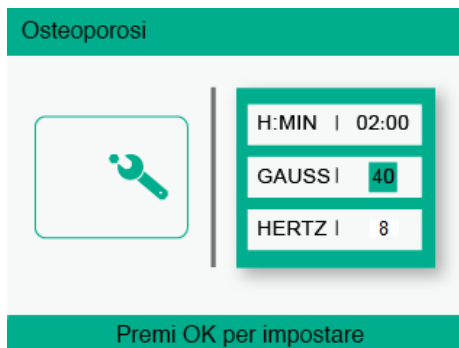 Osteoporosi
H:MIN | 02:00
GAUSS | 40
HERTZ | 8
Premi OK per impostare